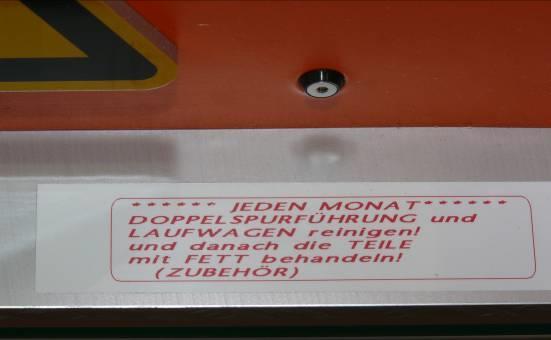 ****** JEDEN MONAT******
DOPPELSPURFÜHRUNG und
LAUFWAGEN reinigen!
und danach die TEILE
mit FETT behandeln!
(ZUBEHÖR)